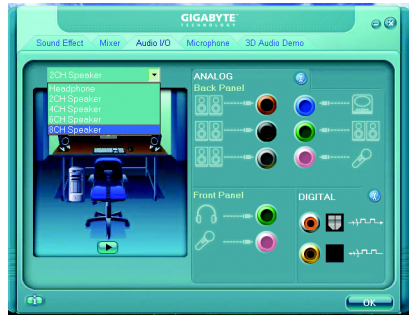 GIGABYTE
TECHNOLOGY
Sound Effect
Mixer
Audio I/O
Microphone
3D Audio Demo
2CH Speaker
Headphone
2CH Speaker
4CH Speaker
6CH Speaker
8CH Speaker
ANALOG
Back Panel
Front Panel
DIGITAL
OK